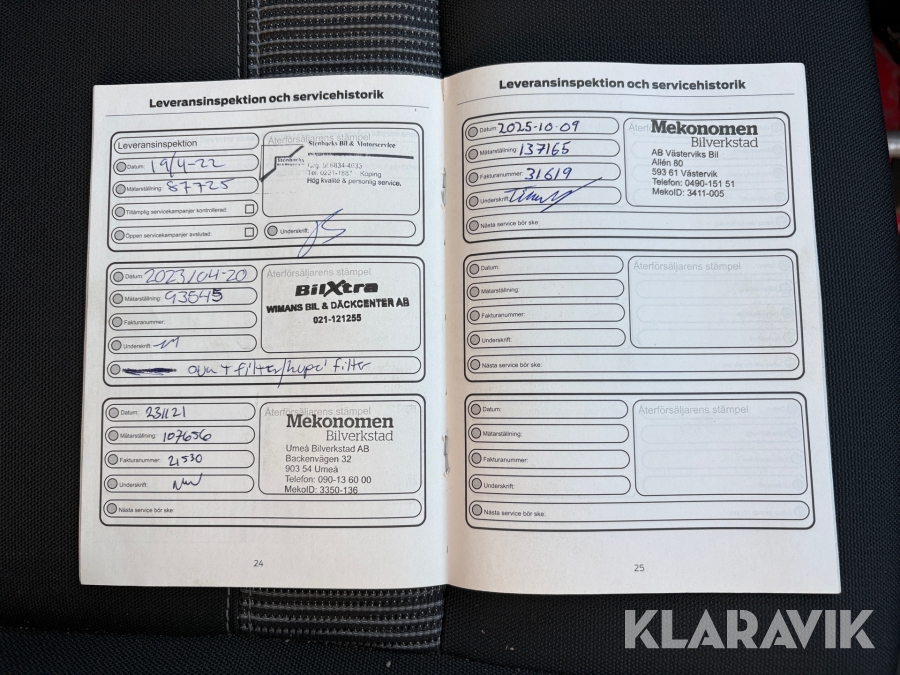 Leveransinspektion och servicehistorik
Leveransinspektion
Datum: 19/4-22
Mätarställning: 87725
Tillämplig servicekampanjer kontrollerad:
Öppen servicekampanjer avslutad:
Återförsäljarens stämpel
Stenbacks Bil & Motorservice
Köping
Hög kvalité & personlig service.
Underskrift:
Datum: 2023/04-20
Mätarställning: 93545
Fakturanummer:
Underskrift:
filter
Återförsäljarens stämpel
BilXtra
WIMANS BIL & DÄCKCENTER AB
021-121255
Datum: 231121
Mätarställning: 107656
Fakturanummer: 21530
Underskrift:
Nästa service bör ske:
Återförsäljarens stämpel
Mekonomen
Bilverkstad
Umeå Bilverkstad AB
Backenvägen 32
903 54 Umeå
Telefon: 090-13 60 00
MekoID: 3350-136
24
Leveransinspektion och servicehistorik
Datum: 2025-10-09
Mätarställning: 137165
Fakturanummer: 31619
Underskrift:
Nästa service bör ske:
Mekonomen
Bilverkstad
AB Västerviks Bil
Allén 80
593 61 Västervik
Telefon: 0490-151 51
MekoID: 3411-005
Datum:
Mätarställning:
Fakturanummer:
Underskrift:
Nästa service bör ske:
Återförsäljarens stämpel
Datum:
Mätarställning:
Fakturanummer:
Underskrift:
Nästa service bör ske:
Återförsäljarens stämpel
25
KLARAVIK